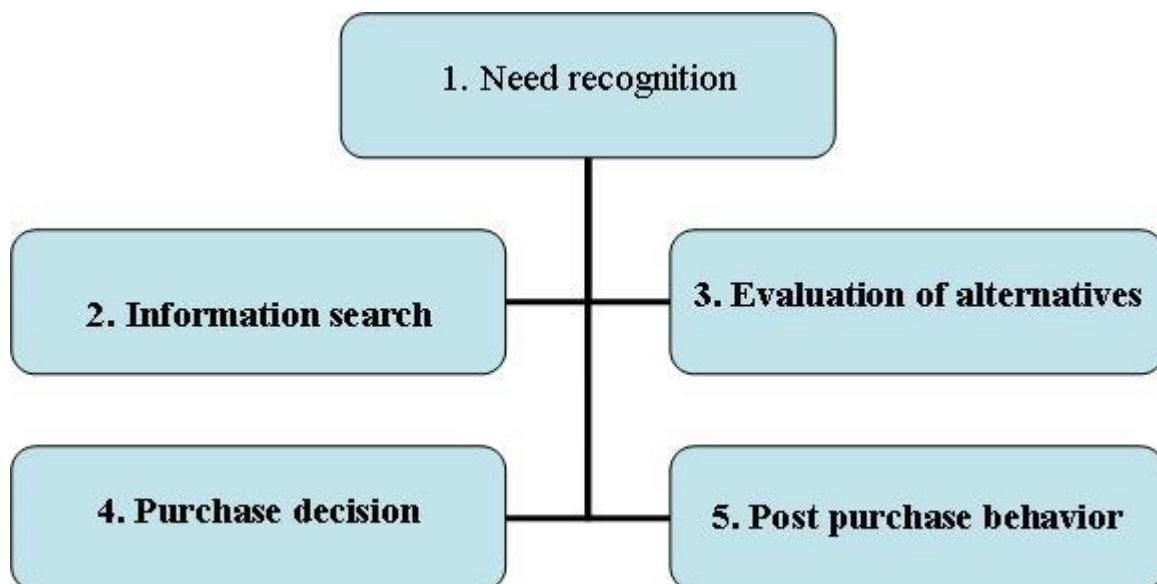 1. Need recognition
2. Information search
3. Evaluation of alternatives
4. Purchase decision
5. Post purchase behavior